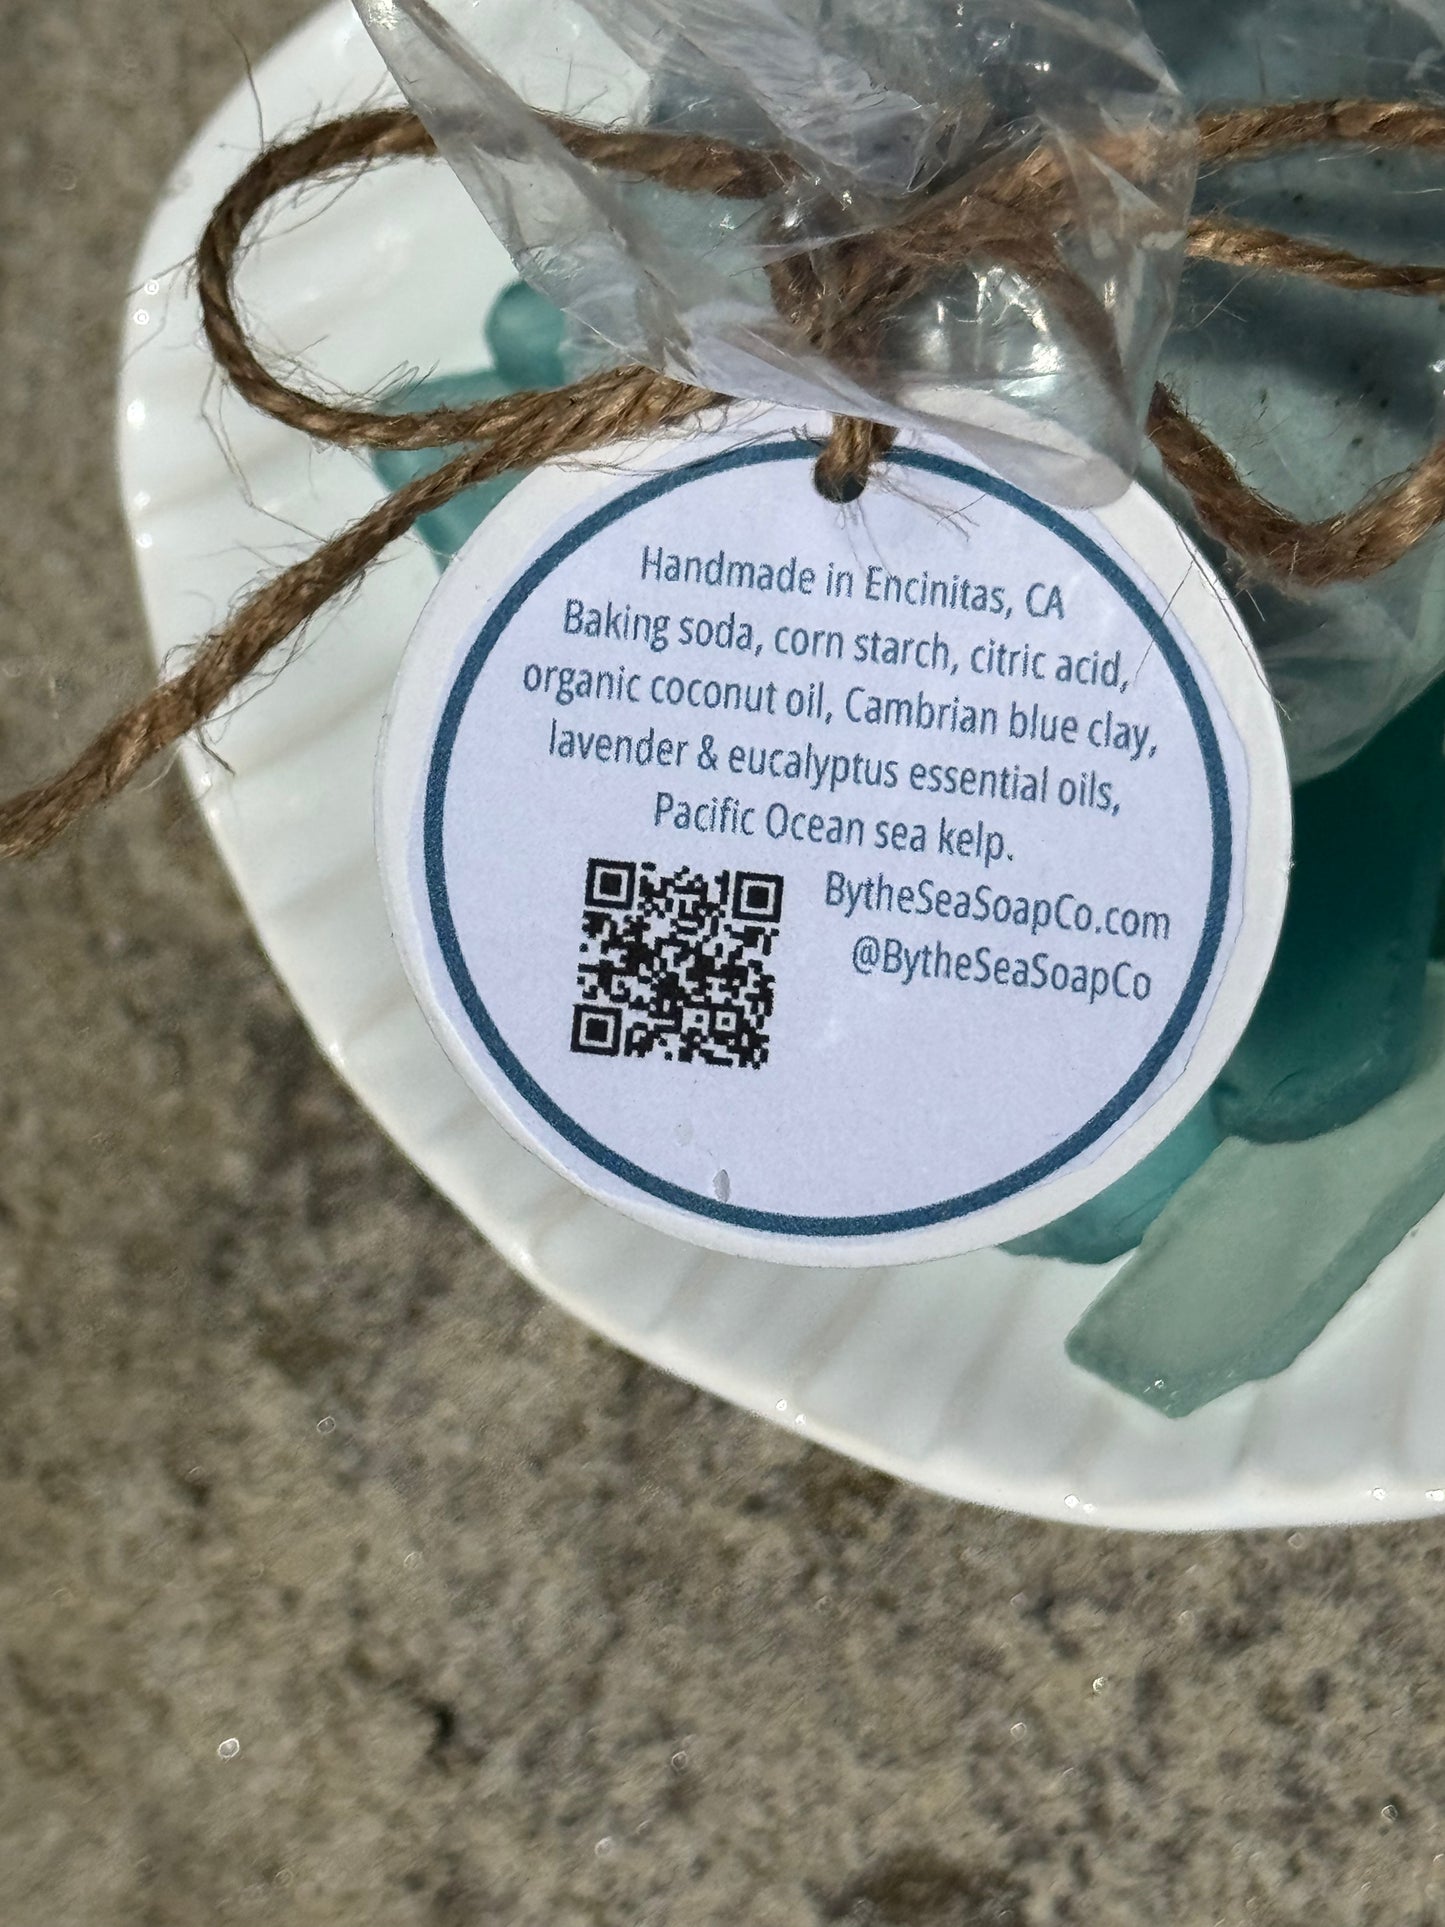 Handmade in Encinitas, CA
Baking soda, corn starch, citric acid,
organic coconut oil, Cambrian blue clay,
lavender & eucalyptus essential oils,
Pacific Ocean sea kelp.
BytheSeaSoapCo.com
@BytheSeaSoapCo